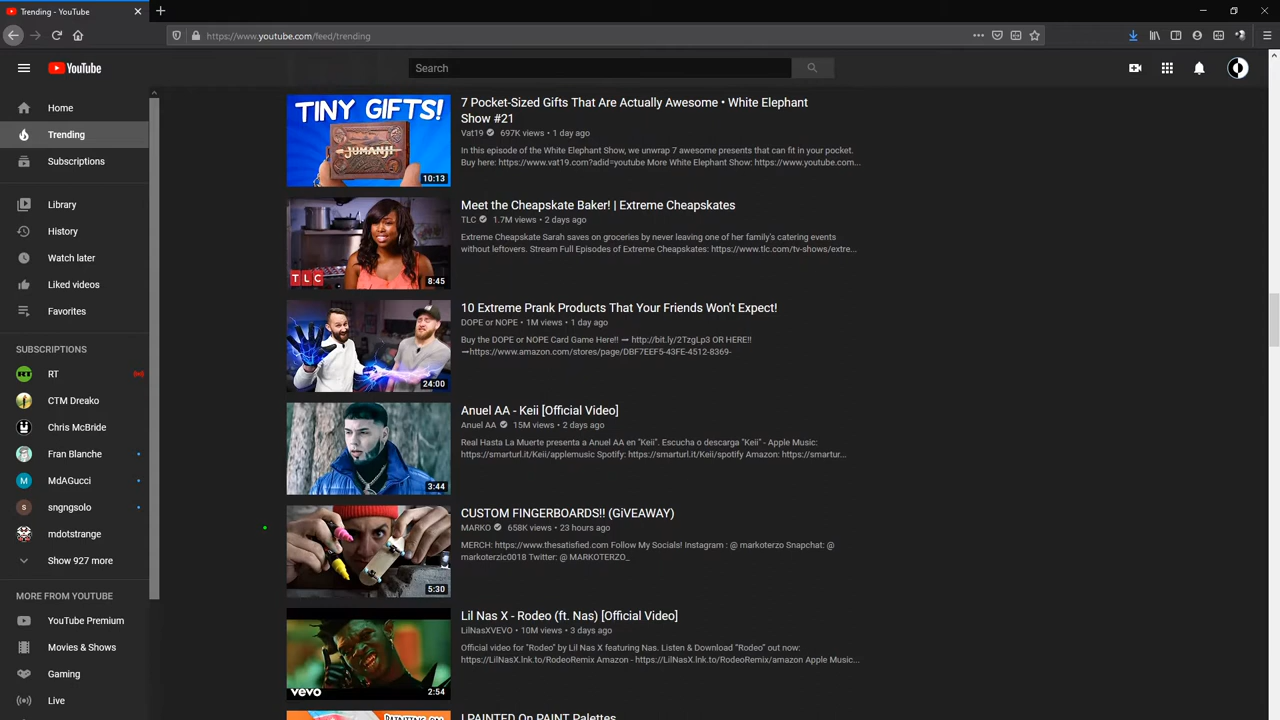 Trending - YouTube
https://www.youtube.com/feed/trending
YouTube
Search
Home
Trending
Subscriptions
Library
History
Watch later
Liked videos
Favorites
SUBSCRIPTIONS
RT
CTM Dreako
Chris McBride
Fran Blanche
M
MdAGucci
s
sngngsolo
mdotstrange
Show 927 more
MORE FROM YOUTUBE
YouTube Premium
Movies & Shows
Gaming
Live
TINY GIFTS!
JUMANJI
10:13
7 Pocket-Sized Gifts That Are Actually Awesome • White Elephant
Show #21
Vat19 697K views • 1 day ago
In this episode of the White Elephant Show, we unwrap 7 awesome presents that can fit in your pocket.
Buy here: https://www.vat19.com?adid=youtube More White Elephant Show: https://www.youtube.com...
TLC
8:45
Meet the Cheapskate Baker! | Extreme Cheapskates
TLC 1.7M views • 2 days ago
Extreme Cheapskate Sarah saves on groceries by never leaving one of her family's catering events
without leftovers. Stream Full Episodes of Extreme Cheapskates: https://www.tlc.com/tv-shows/extre...
24:00
10 Extreme Prank Products That Your Friends Won't Expect!
DOPE or NOPE • 1M views • 1 day ago
Buy the DOPE or NOPE Card Game Here!! ➞ http://bit.ly/2TzgLp3 OR HERE!!
➞https://www.amazon.com/stores/page/DBF7EEF5-43FE-4512-8369-
3:44
Anuel AA - Keii [Official Video]
Anuel AA 15M views • 2 days ago
Real Hasta La Muerte presenta a Anuel AA en "Keii". Escucha o descarga "Keii" - Apple Music:
https://smarturl.it/Keii/applemusic Spotify: https://smarturl.it/Keii/spotify Amazon: https://smartur...
5:30
CUSTOM FINGERBOARDS!! (GiVEAWAY)
MARKO 658K views • 23 hours ago
MERCH: https://www.thesatisfied.com Follow My Socials! Instagram : @ markoterzo Snapchat: @
markoterzic0018 Twitter: @ MARKOTERZO_
vevo
2:54
Lil Nas X - Rodeo (ft. Nas) [Official Video]
LilNasXVEVO • 10M views • 3 days ago
Official video for "Rodeo" by Lil Nas X featuring Nas. Listen & Download "Rodeo" out now:
https://LilNasX.lnk.to/RodeoRemix Amazon - https://LilNasX.lnk.to/RodeoRemix/amazon Apple Music...
I PAINTED On PAINT Palettes